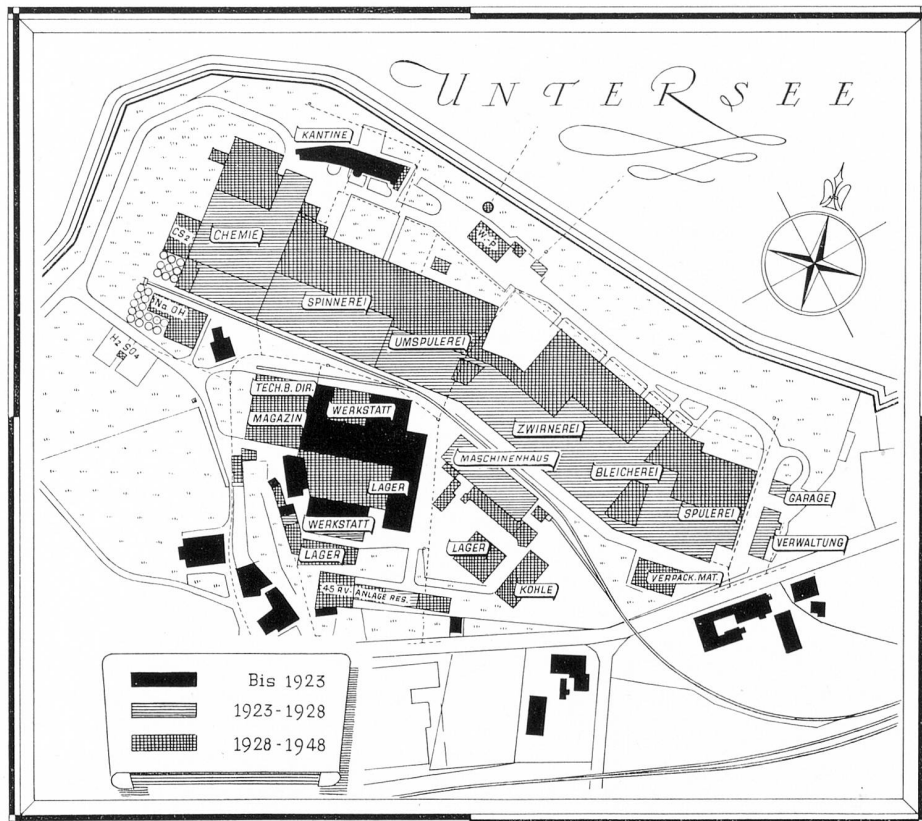 UNTERSEE
KANTINE
CS2
CHEMIE
W.P.
NaOH
SPINNEREI
H2SO4
UMSPULEREI
TECH.B.DIR.
MAGAZIN
WERKSTATT
ZWIRNEREI
MASCHINENHAUS
BLEICHEREI
LAGER
GARAGE
SPULEREI
WERKSTATT
VERWALTUNG
LAGER
LAGER
VERPACK.MAT.
KOHLE
45 RV-ANLAGE RES.
Bis 1923
1923-1928
1928-1948